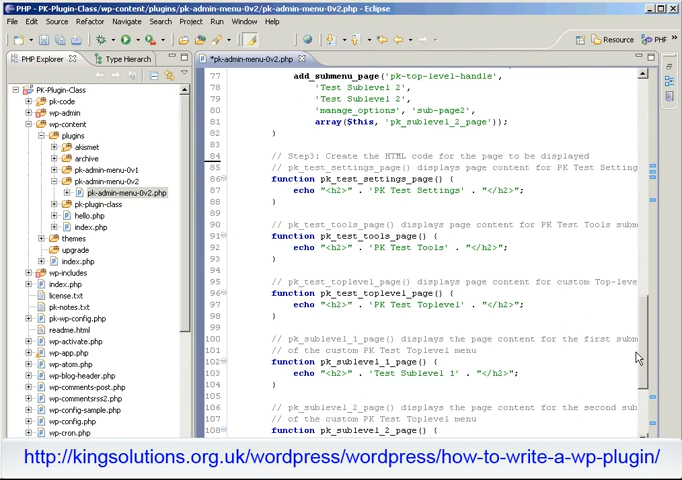 PHP - PK-Plugin-Class/wp-content/plugins/pk-admin-menu-0v2/pk-admin-menu-0v2.php - Eclipse
File Edit Source Refactor Navigate Search Project Run Window Help
Resource PHP
PHP Explorer Type Hierarch
*pk-admin-menu-0v2.php
PK-Plugin-Class
pk-code
wp-admin
wp-content
plugins
akismet
archive
pk-admin-menu-0v1
pk-admin-menu-0v2
pk-admin-menu-0v2.php
pk-plugin-class
hello.php
index.php
themes
upgrade
index.php
wp-includes
index.php
license.txt
pk-notes.txt
pk-wp-config.php
readme.html
wp-activate.php
wp-app.php
wp-atom.php
wp-blog-header.php
wp-comments-post.php
wp-commentsrss2.php
wp-config-sample.php
wp-config.php
wp-cron.php
77 add_submenu_page('pk-top-level-handle',
78 'Test Sublevel 2',
79 'Test Sublevel 2',
80 'manage_options', 'sub-page2',
81 array($this, 'pk_sublevel_2_page'));
82 }
83
84 // Step3: Create the HTML code for the page to be displayed
85 // pk_test_settings_page() displays page content for PK Test Setting
86 function pk_test_settings_page() {
87 echo "<h2>" . 'PK Test Settings' . "</h2>";
88 }
89
90 // pk_test_tools_page() displays page content for PK Test Tools subm
91 function pk_test_tools_page() {
92 echo "<h2>" . 'PK Test Tools' . "</h2>";
93 }
94
95 // pk_test_toplevel_page() displays page content for custom Top-leve
96 function pk_test_toplevel_page() {
97 echo "<h2>" . 'PK Test Toplevel' . "</h2>";
98 }
99
100 // pk_sublevel_1_page() displays the page content for the first subm
101 // of the custom PK Test Toplevel menu
102 function pk_sublevel_1_page() {
103 echo "<h2>" . 'Test Sublevel 1' . "</h2>";
104 }
105
106 // pk_sublevel_2_page() displays the page content for the second sub
107 // of the custom PK Test Toplevel menu
108 function pk_sublevel_2_page() {
http://kingsolutions.org.uk/wordpress/wordpress/how-to-write-a-wp-plugin/